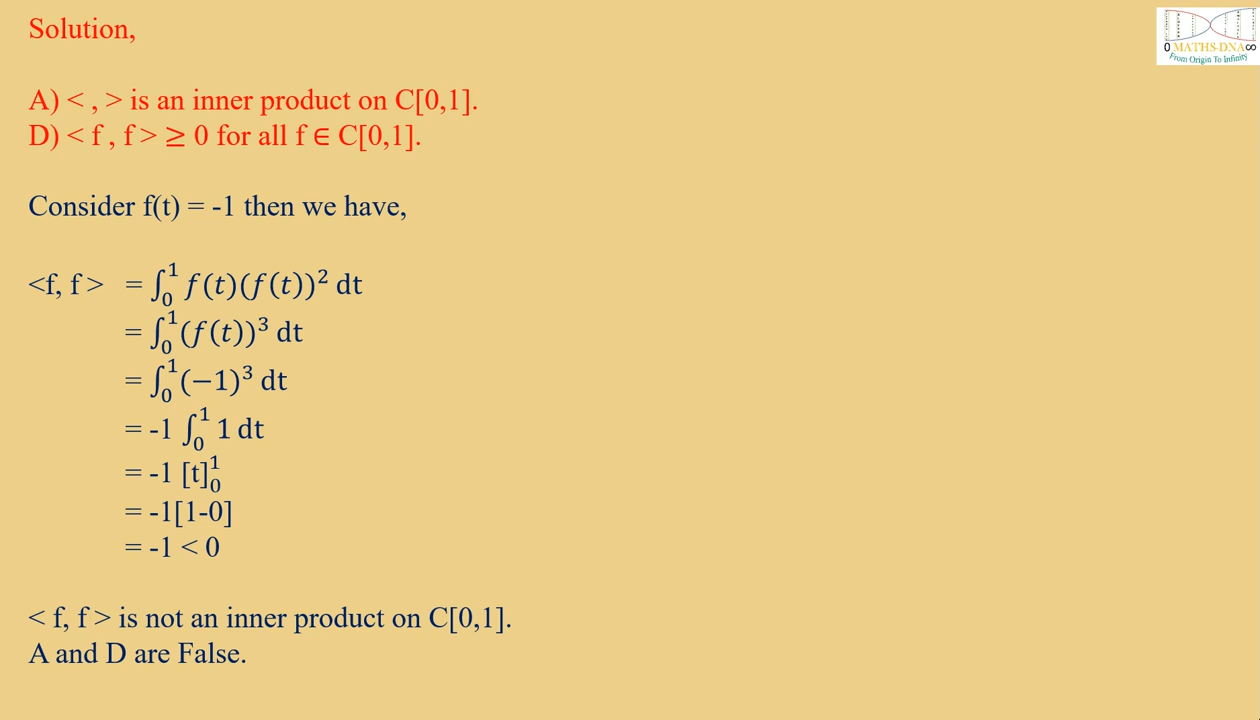 Solution,
0 MATHS-DNA∞
From Origin To Infinity
A) < , > is an inner product on C[0,1].
D) < f , f > ≥ 0 for all f ∈ C[0,1].
Consider f(t) = -1 then we have,
<f, f > = ∫₀¹ f(t)(f(t))² dt
= ∫₀¹ (f(t))³ dt
= ∫₀¹ (−1)³ dt
= -1 ∫₀¹ 1 dt
= -1 [t]₀¹
= -1[1-0]
= -1 < 0
< f, f > is not an inner product on C[0,1].
A and D are False.